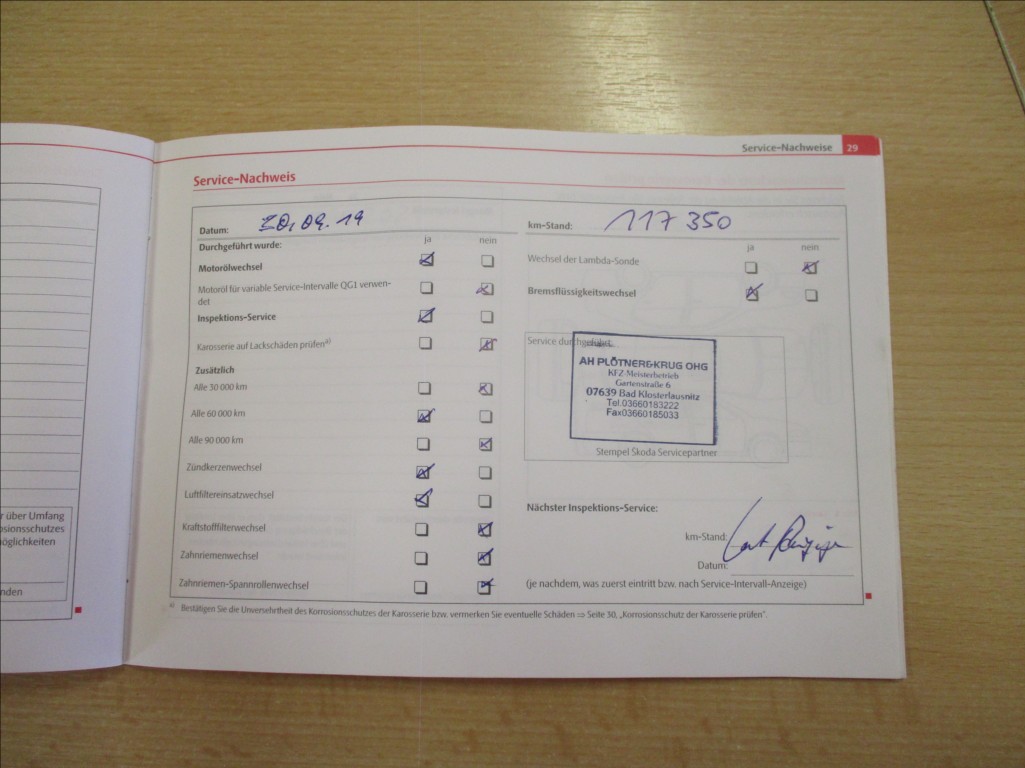 Service-Nachweise 29
Service-Nachweis
Datum: 20.09.19
km-Stand: 117 350
Durchgeführt wurde: ja nein
ja nein
Motorölwechsel
Wechsel der Lambda-Sonde
Motoröl für variable Service-Intervalle QG1 verwen-
det
Bremsflüssigkeitswechsel
Inspektions-Service
Karosserie auf Lackschäden prüfen a)
Zusätzlich
Alle 30 000 km
Alle 60 000 km
Alle 90 000 km
Zündkerzenwechsel
Luftfiltereinsatzwechsel
Kraftstofffilterwechsel
Zahnriemenwechsel
Zahnriemen-Spannrollenwechsel
Service durchgeführt:
AH PLÖTNER&KRUG OHG
KFZ-Meisterbetrieb
Gartenstraße 6
07639 Bad Klosterlausnitz
Tel.03660183222
Fax03660185033
Stempel Skoda Servicepartner
Nächster Inspektions-Service:
km-Stand:
Datum:
(je nachdem, was zuerst eintritt bzw. nach Service-Intervall-Anzeige)
a) Bestätigen Sie die Unversehrtheit des Korrosionsschutzes der Karosserie bzw. vermerken Sie eventuelle Schäden ⇒ Seite 30, „Korrosionsschutz der Karosserie prüfen".
r über Umfang
osionsschutzes
nöglichkeiten
nden